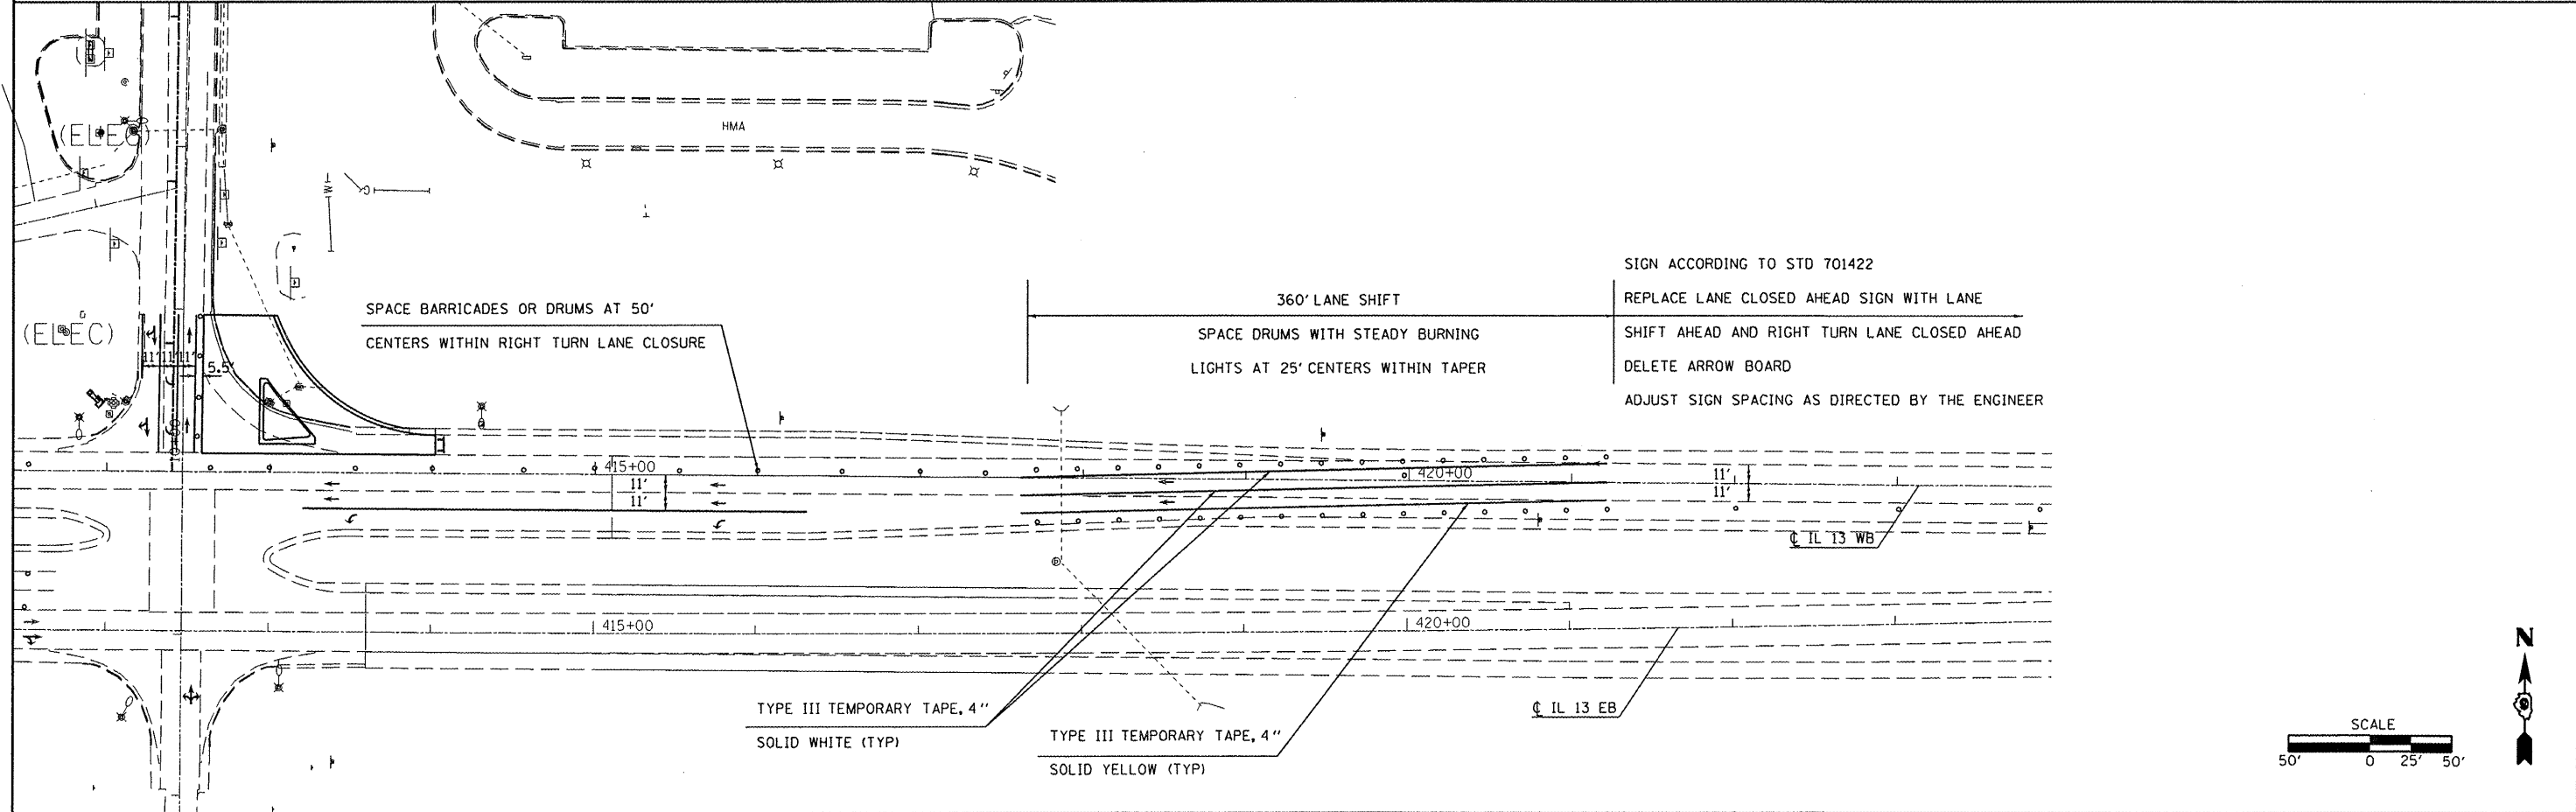 (ELEC)
HMA
W
SIGN ACCORDING TO STD 701422
360' LANE SHIFT
REPLACE LANE CLOSED AHEAD SIGN WITH LANE
SPACE BARRICADES OR DRUMS AT 50'
SPACE DRUMS WITH STEADY BURNING
SHIFT AHEAD AND RIGHT TURN LANE CLOSED AHEAD
(ELEC)
CENTERS WITHIN RIGHT TURN LANE CLOSURE
LIGHTS AT 25' CENTERS WITHIN TAPER
DELETE ARROW BOARD
11' 11' 11'
5.5'
ADJUST SIGN SPACING AS DIRECTED BY THE ENGINEER
415+00
420+00
11'
11'
11'
11'
℄ IL 13 WB
415+00
420+00
N
TYPE III TEMPORARY TAPE, 4"
SOLID WHITE (TYP)
℄ IL 13 EB
TYPE III TEMPORARY TAPE, 4"
SOLID YELLOW (TYP)
SCALE
50' 0 25' 50'